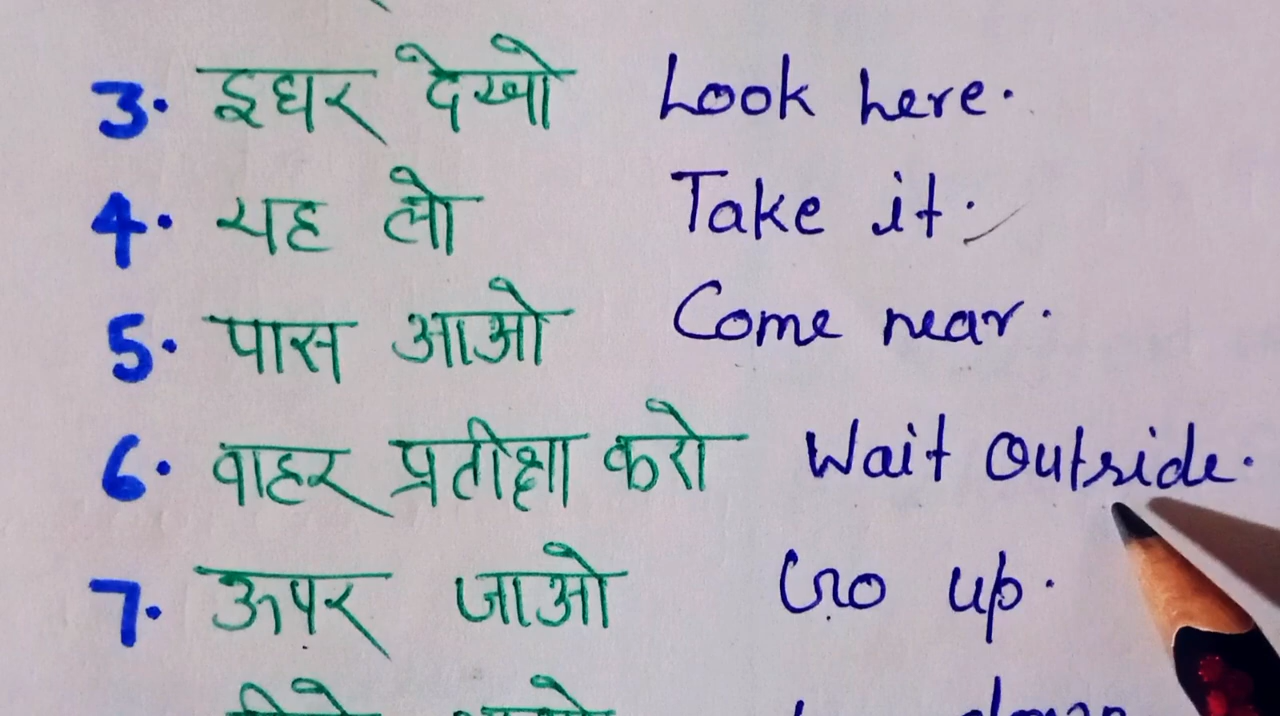 3. इधर देखो Look here.
4. यह लो Take it.
5. पास आओ Come near.
6. वाहर प्रतीक्षा करो Wait Outside.
7. ऊपर जाओ Go up.